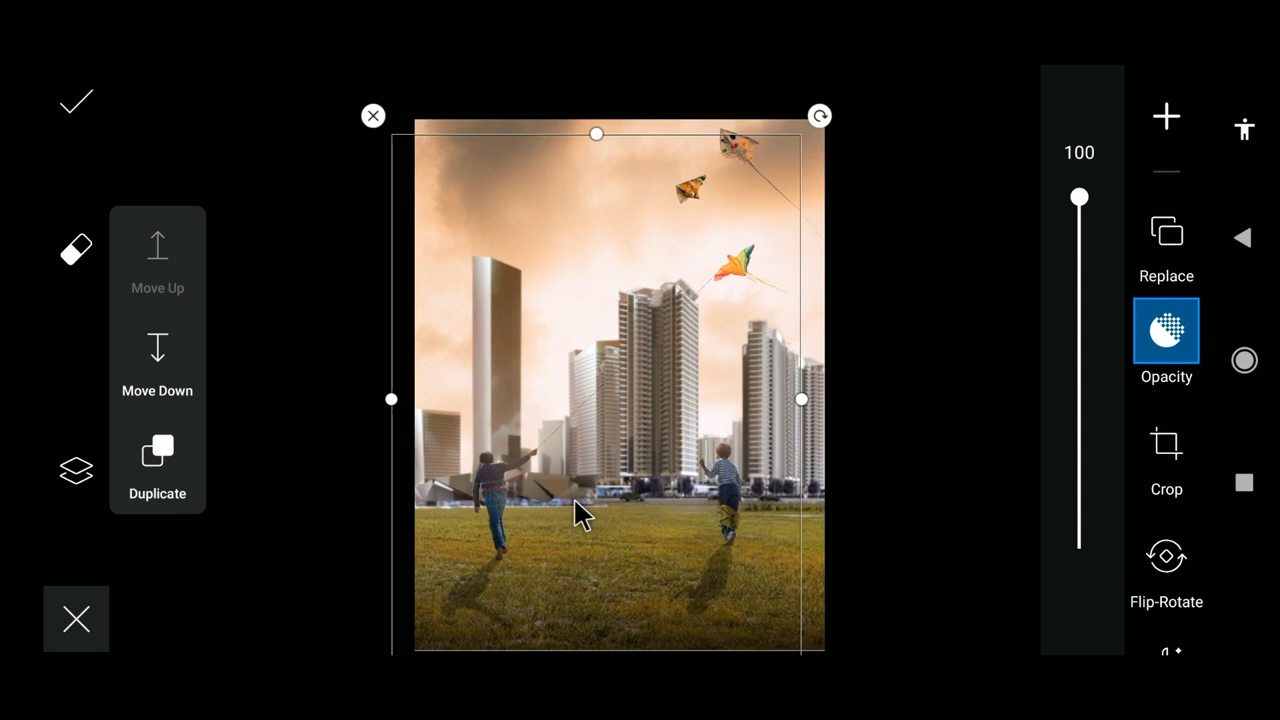 Move Up
Move Down
Duplicate
100
Replace
Opacity
Crop
Flip-Rotate